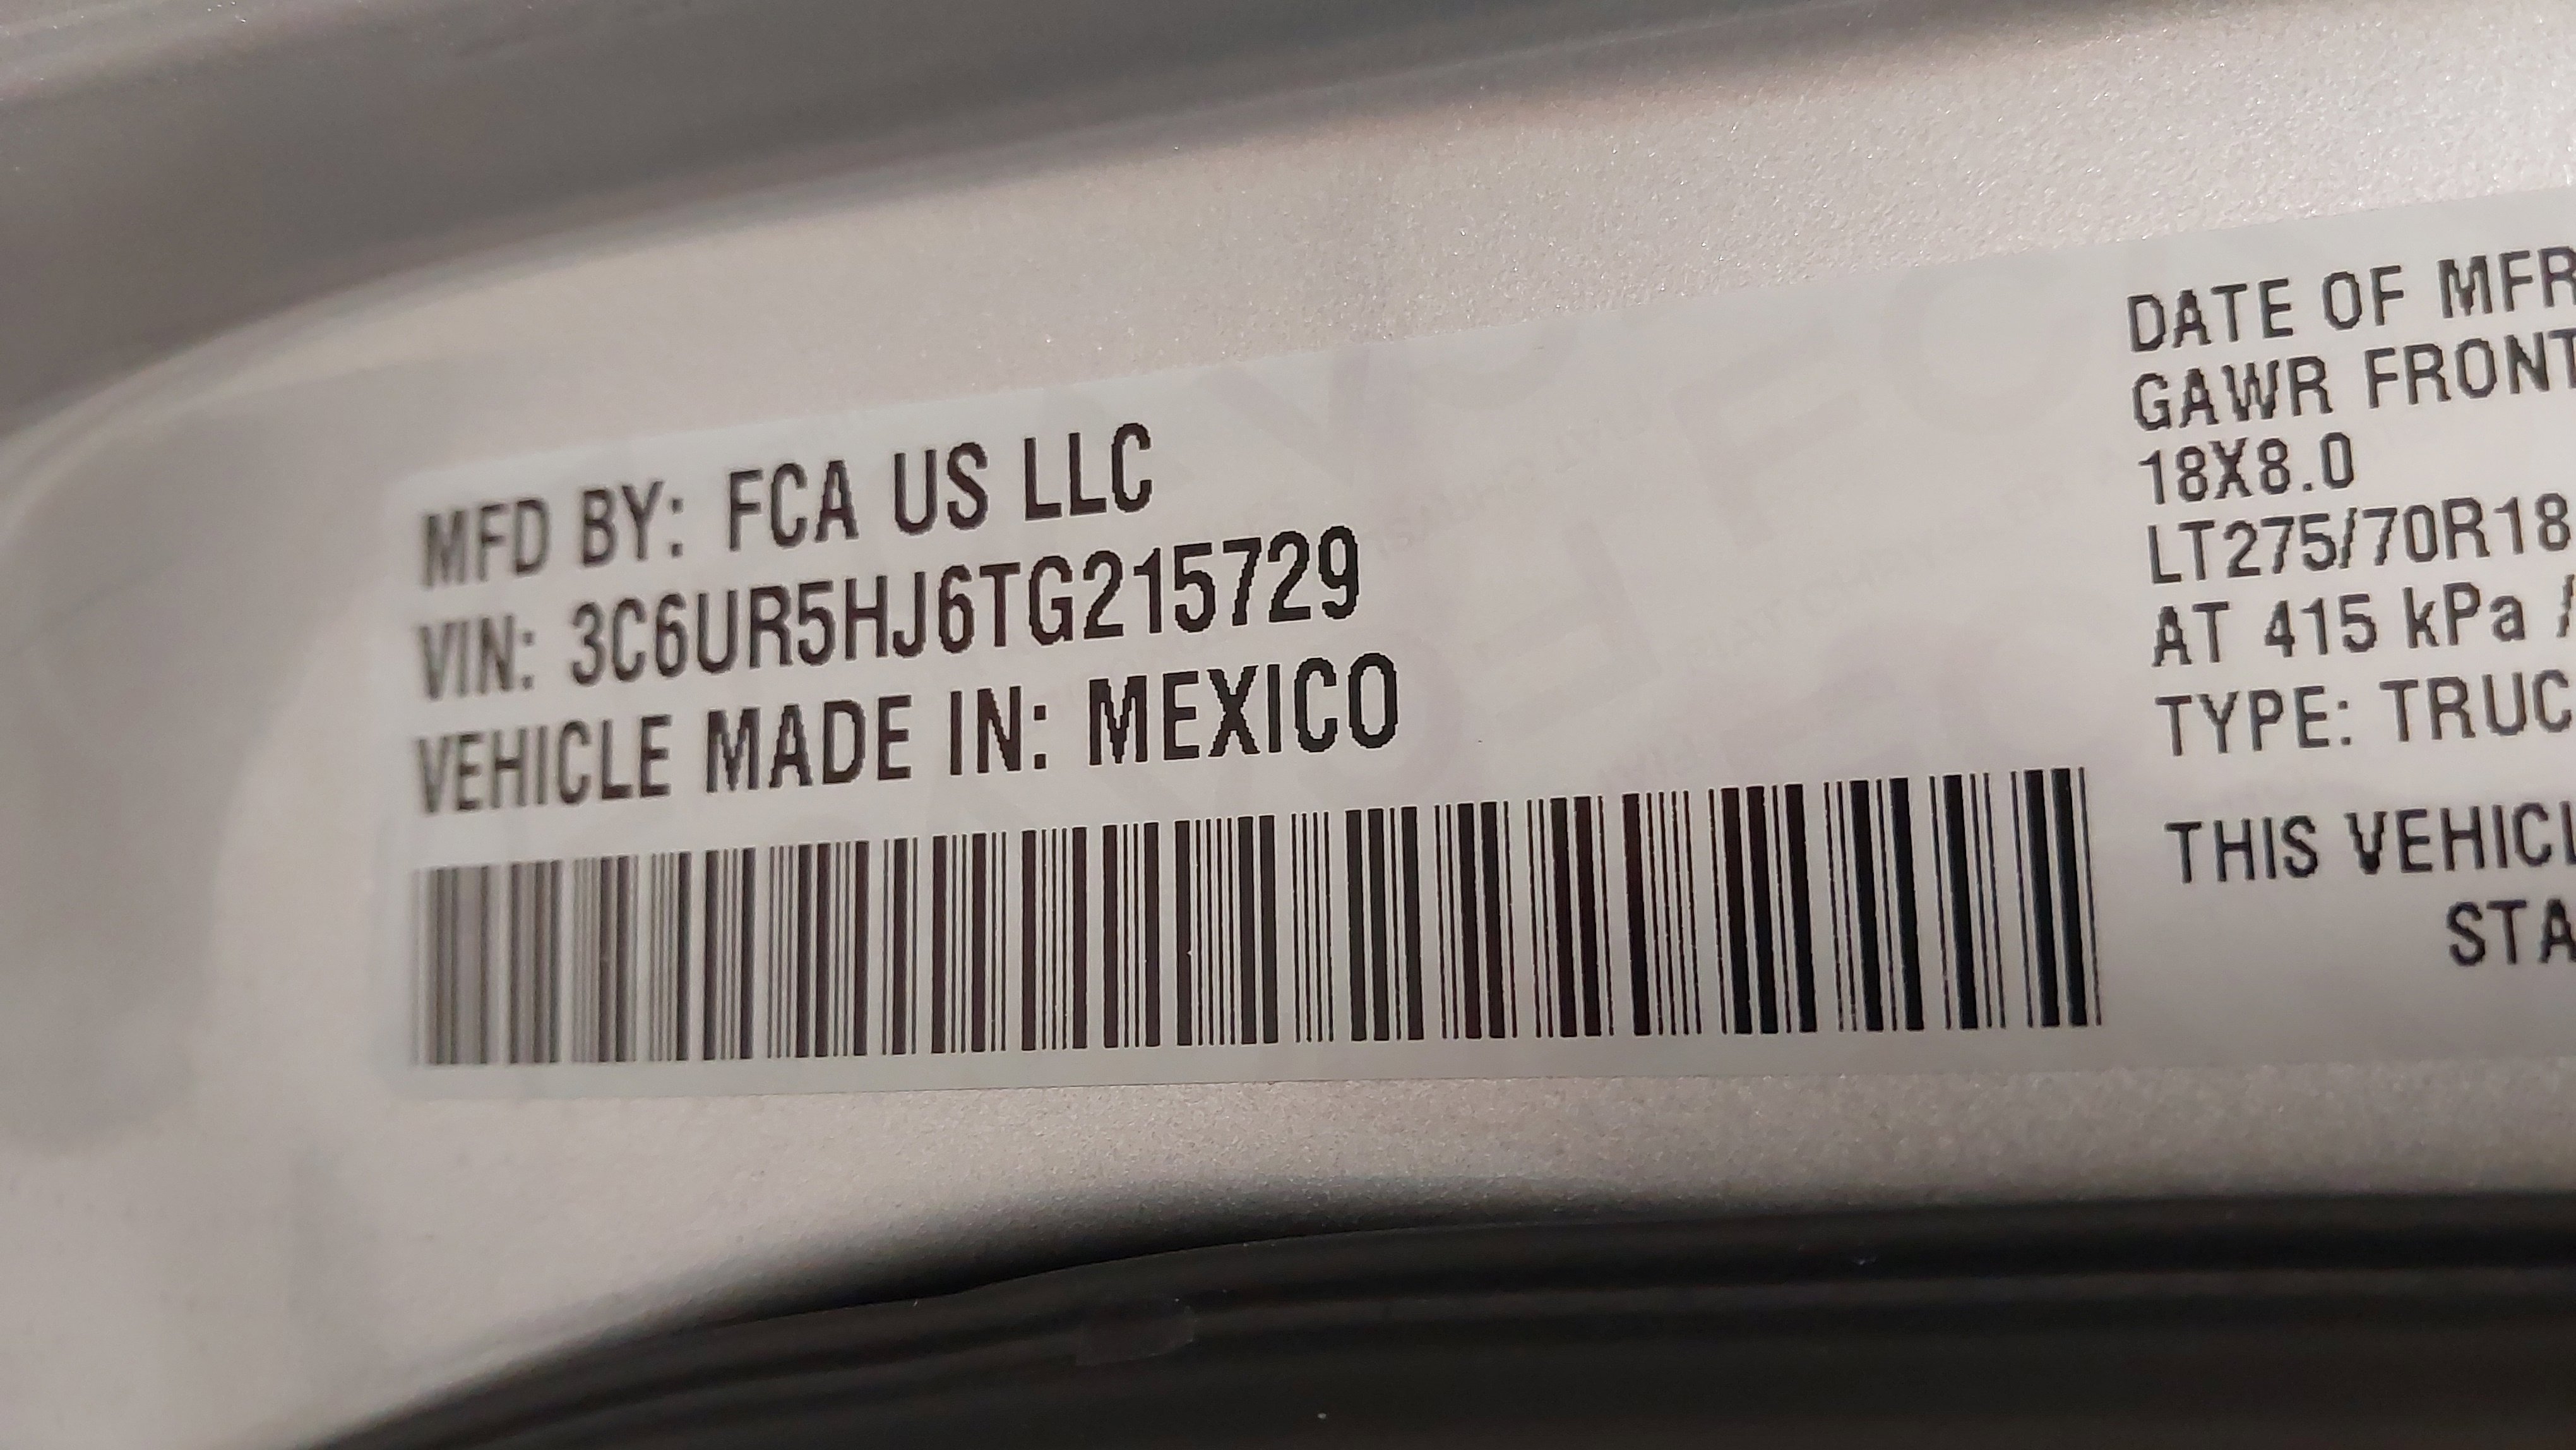 MFD BY: FCA US LLC
VIN: 3C6UR5HJ6TG215729
VEHICLE MADE IN: MEXICO
DATE OF MFR
GAWR FRONT
18X8.0
LT275/70R18
AT 415 kPa /
TYPE: TRUC
THIS VEHICL
STA